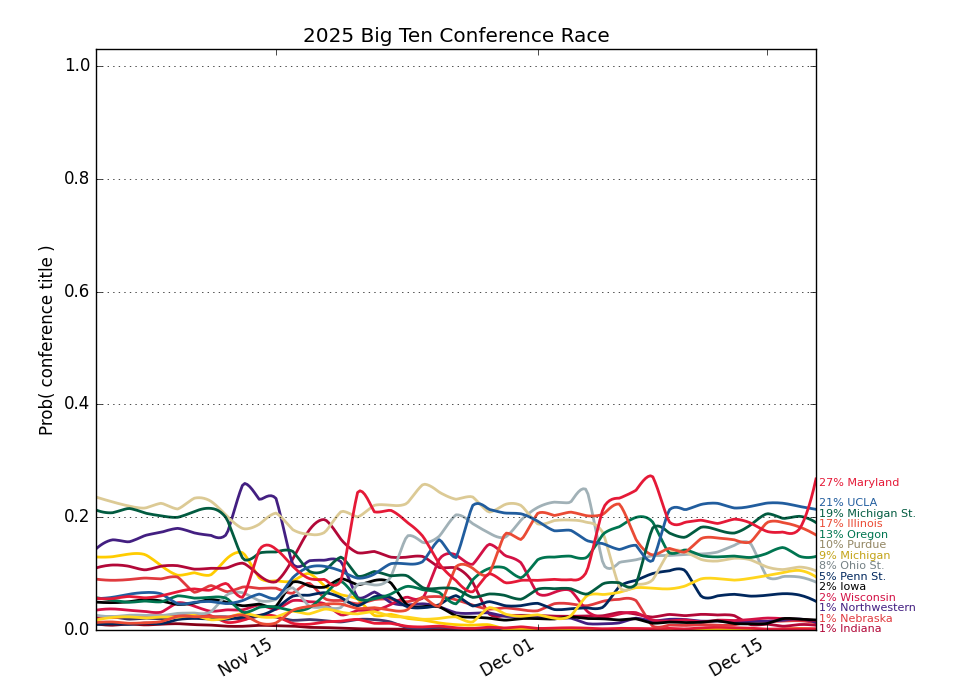 2025 Big Ten Conference Race
Prob( conference title )
1.0
0.8
0.6
0.4
0.2
0.0
Nov 15
Dec 01
Dec 15
27% Maryland
21% UCLA
19% Michigan St.
17% Illinois
13% Oregon
10% Purdue
9% Michigan
8% Ohio St.
5% Penn St.
2% Iowa
2% Wisconsin
1% Northwestern
1% Nebraska
1% Indiana